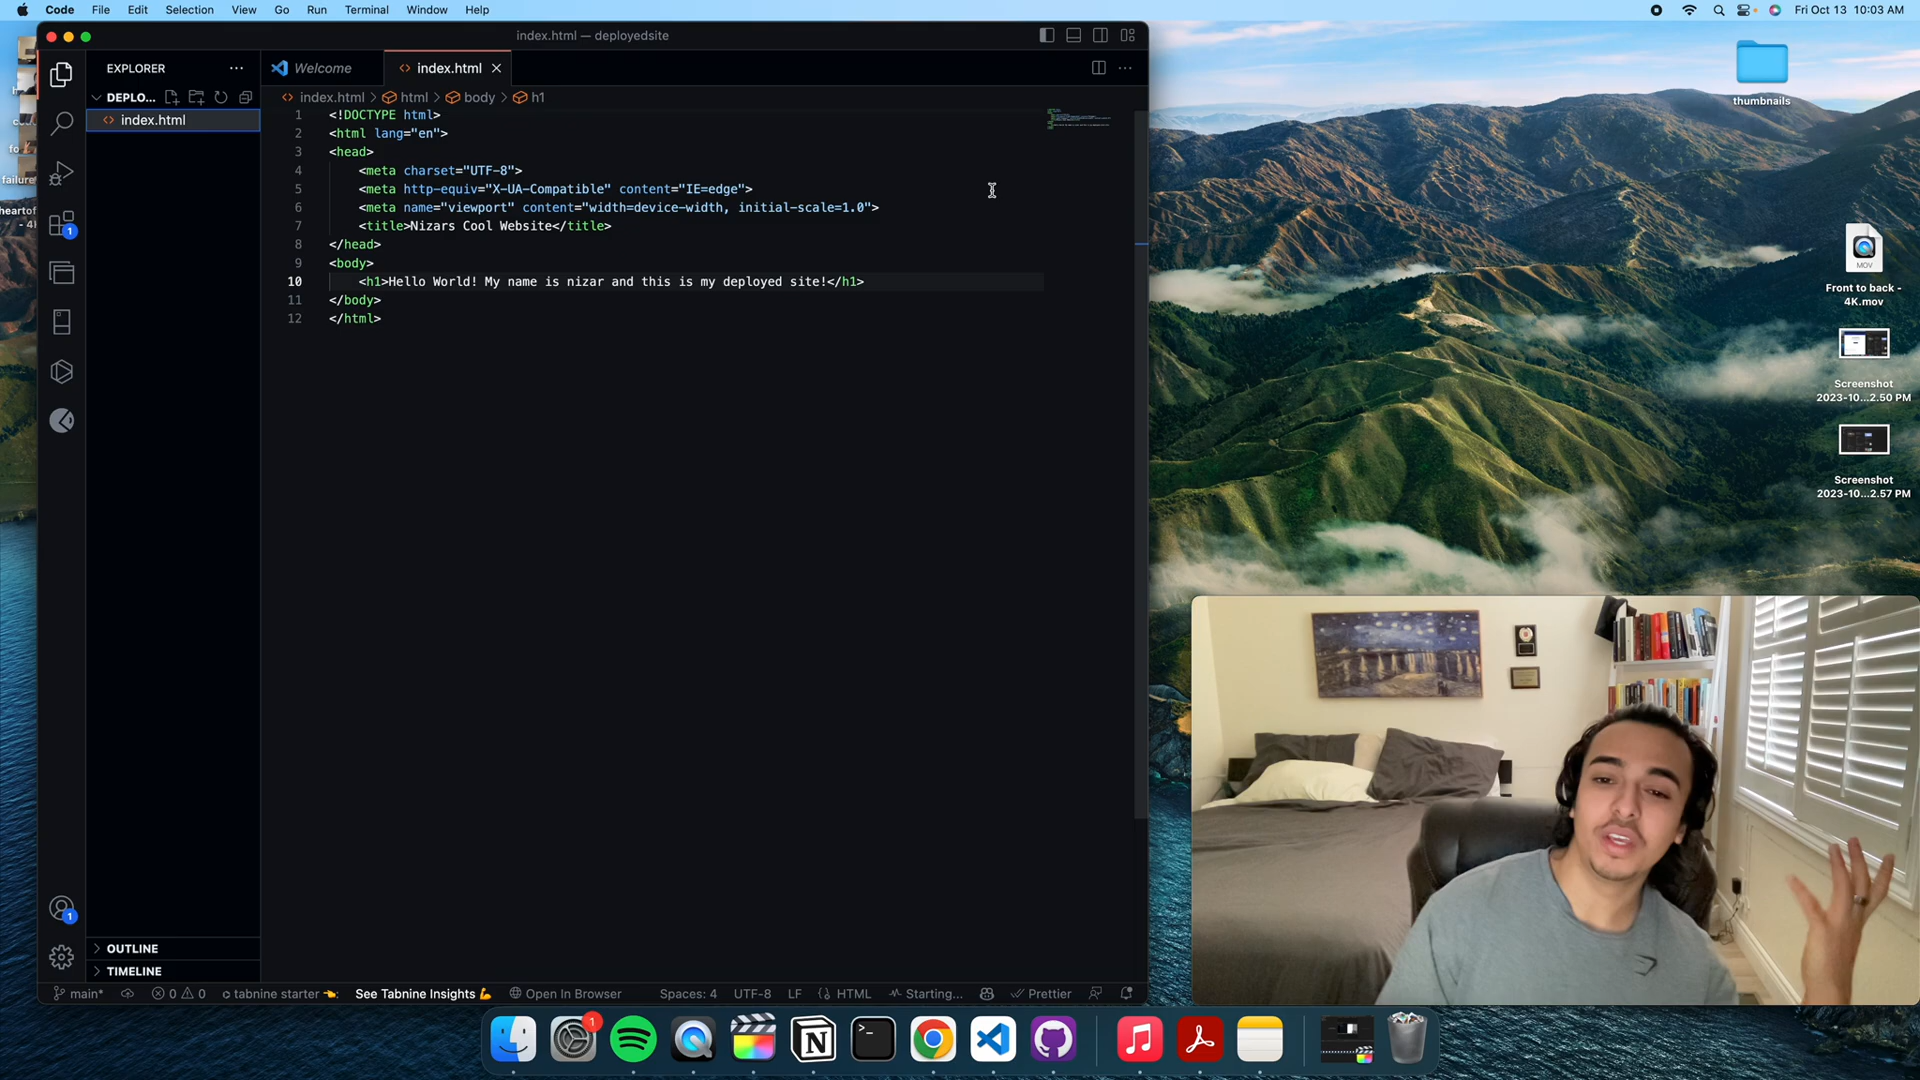 Code File Edit Selection View Go Run Terminal Window Help
Fri Oct 13 10:03 AM
index.html — deployedsite
EXPLORER
Welcome
index.html
DEPLO...
index.html > html > body > h1
index.html
1 <!DOCTYPE html>
2 <html lang="en">
3 <head>
4 <meta charset="UTF-8">
5 <meta http-equiv="X-UA-Compatible" content="IE=edge">
6 <meta name="viewport" content="width=device-width, initial-scale=1.0">
7 <title>Nizars Cool Website</title>
8 </head>
9 <body>
10 <h1>Hello World! My name is nizar and this is my deployed site!</h1>
11 </body>
12 </html>
1
1
OUTLINE
TIMELINE
main* 0 0 tabnine starter See Tabnine Insights Open In Browser Spaces: 4 UTF-8 LF HTML Starting... Prettier
thumbnails
MOV
Front to back -
4K.mov
Screenshot
2023-10...2.50 PM
Screenshot
2023-10...2.57 PM
failure
heartof
- 4
1